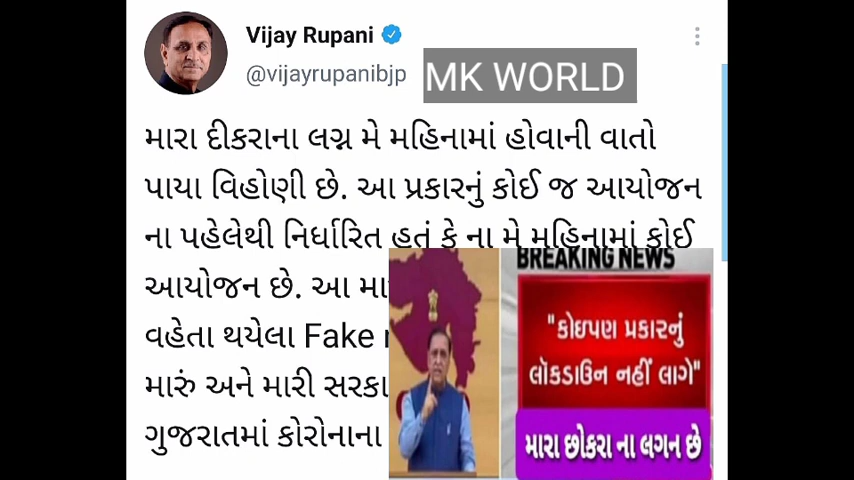 Vijay Rupani
@vijayrupanibjp
MK WORLD
મારા દીકરાના લગ્ન મે મહિનામાં હોવાની વાતો
પાયા વિહોણી છે. આ પ્રકારનું કોઈ જ આયોજન
ના પહેલેથી નિર્ધારિત હતું કે ના મે મહિનામાં કોઈ
આયોજન છે. આ
વહેતા થયેલા Fake
મારું અને મારી
ગુજરાતમાં કોરોનાના
BREAKING NEWS
"કોઇપણ પ્રકારનું
લૉકડાઉન નહીં લાગે"
મારા છોકરા ના લગન છે